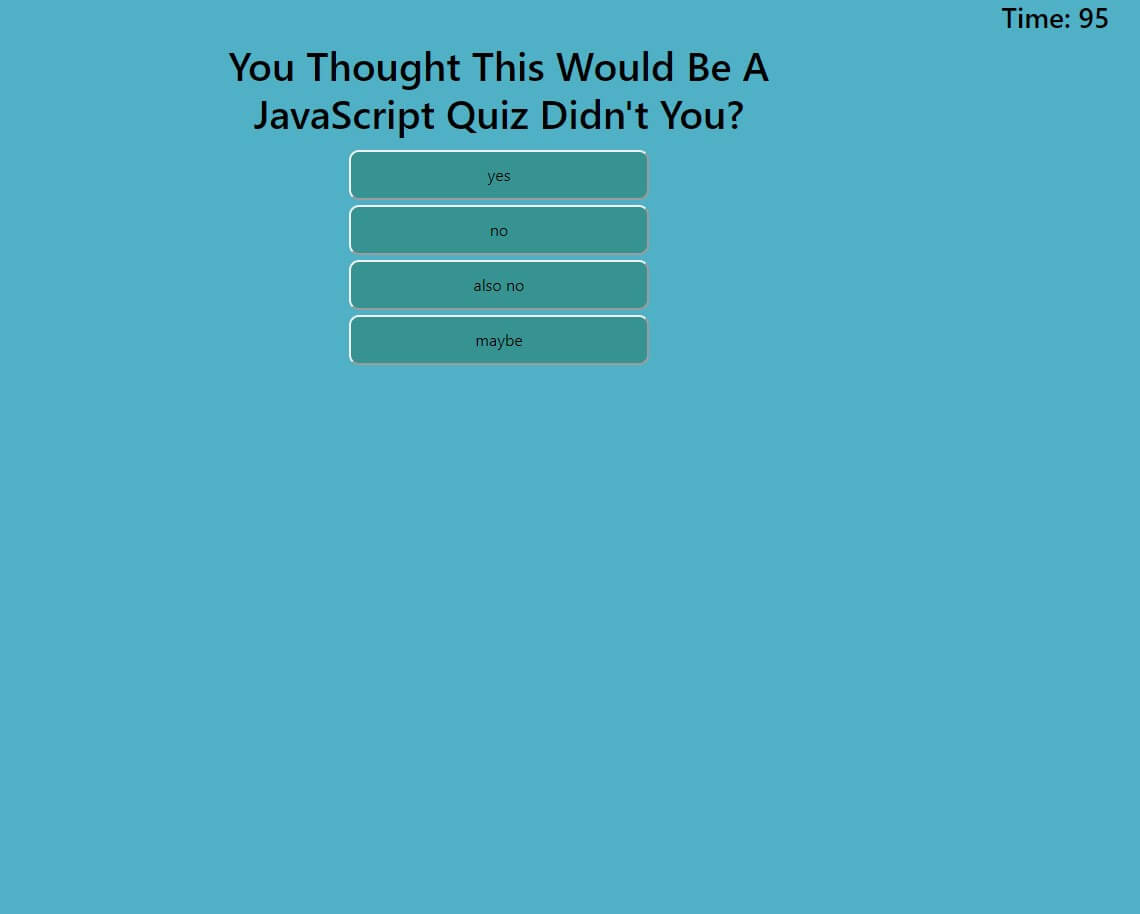 Time: 95
You Thought This Would Be A
JavaScript Quiz Didn't You?
yes
no
also no
maybe